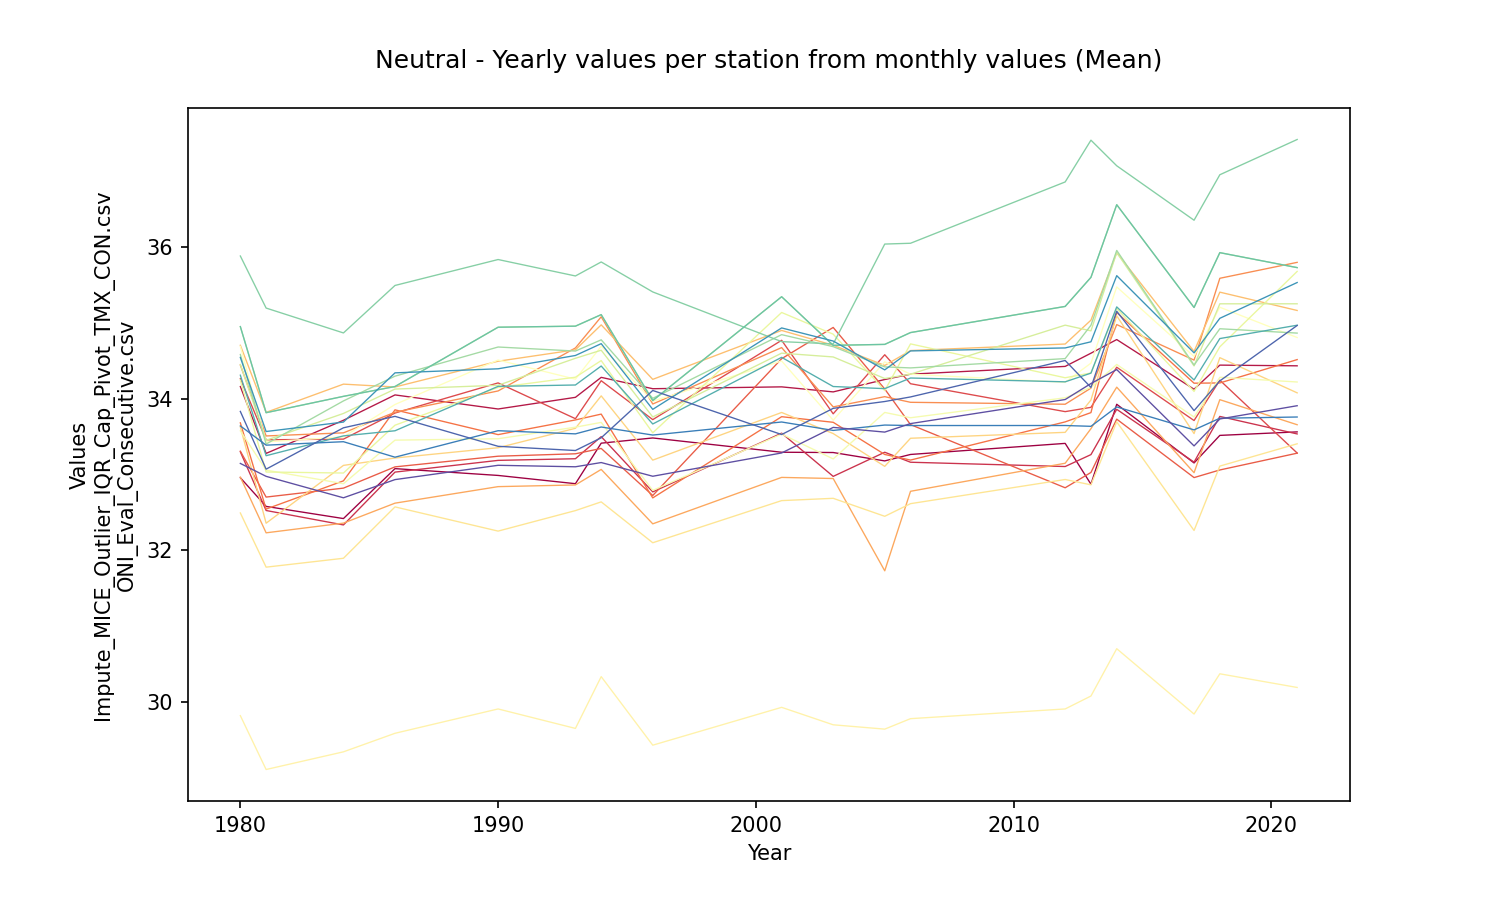 Neutral - Yearly values per station from monthly values (Mean)
Values
Impute_MICE_Outlier_IQR_Cap_Pivot_TMX_CON.csv
ONI_Eval_Consecutive.csv
36
34
32
30
1980
1990
2000
2010
2020
Year